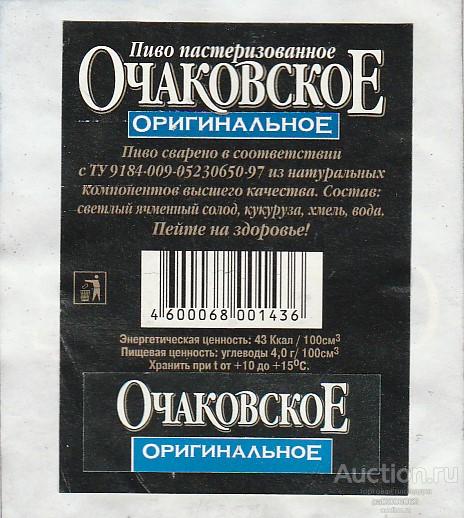 Пиво пастеризованное
ОЧАКОВСКОЕ
ОРИГИНАЛЬНОЕ
Пиво сварено в соответствии
с ТУ 9184-009-05230650-97 из натуральных
компонентов высшего качества. Состав:
светлый ячменный солод, кукуруза, хмель, вода.
Пейте на здоровье!
4 600068 001436
Энергетическая ценность: 43 Ккал / 100см³
Пищевая ценность: углеводы 4,0 г/ 100см³
Хранить при t от +10 до +15⁰С.
ОЧАКОВСКОЕ
ОРИГИНАЛЬНОЕ
Auction.ru